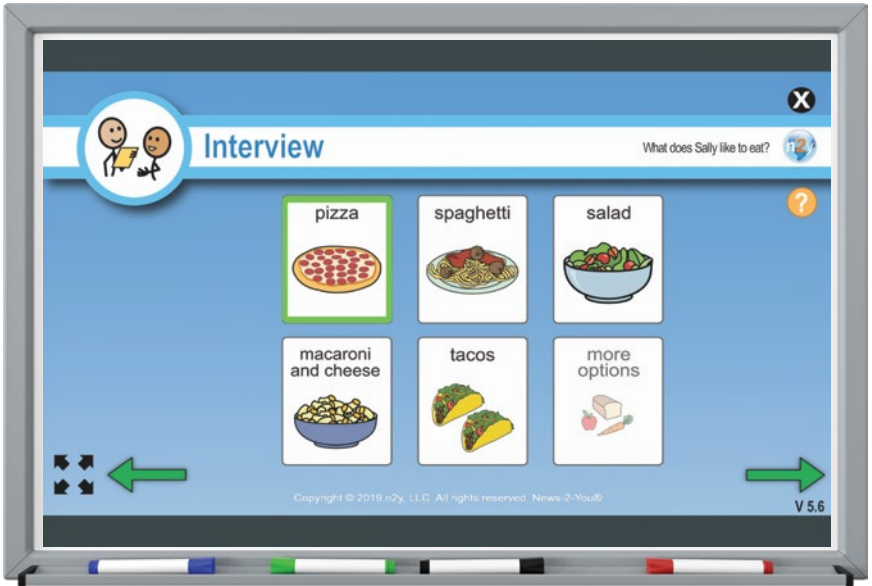 X
Interview
What does Sally like to eat?
n2y
?
pizza
spaghetti
salad
macaroni
and cheese
tacos
more
options
Copyright © 2019 n2y, LLC. All rights reserved. News-2-You®
V 5.6